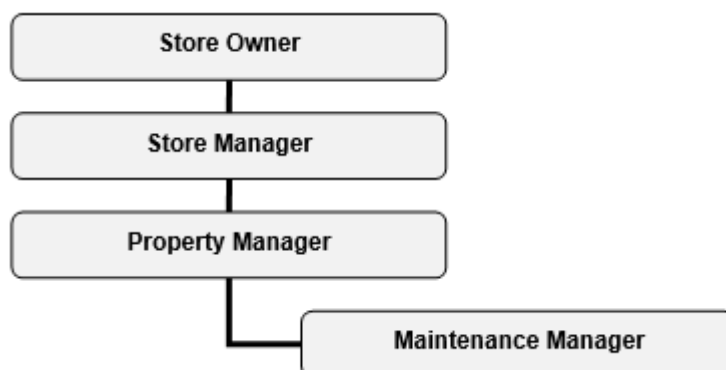 Store Owner
Store Manager
Property Manager
Maintenance Manager